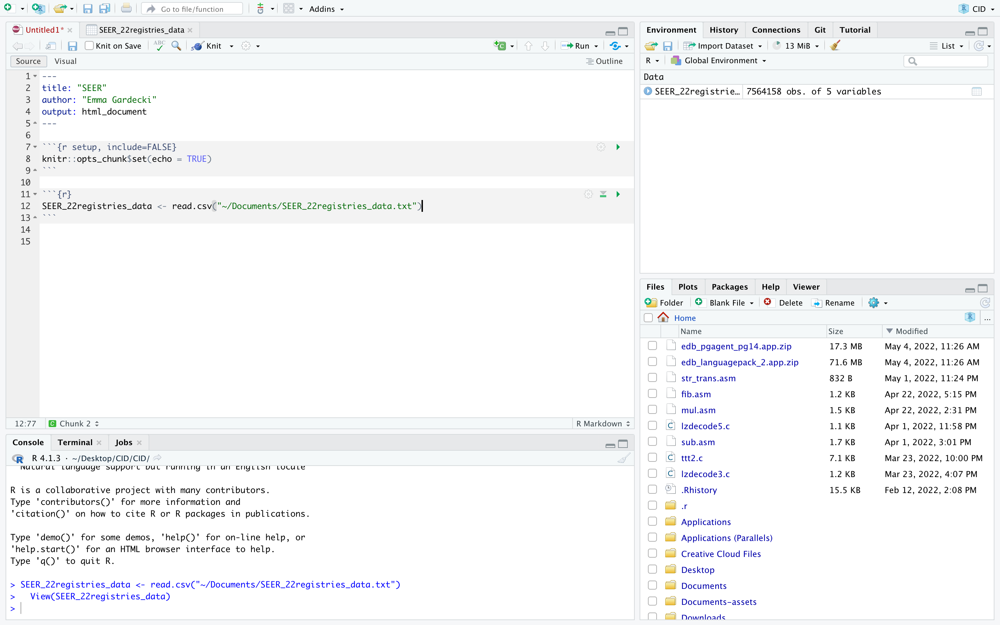 Go to file/function Addins CID
Untitled1* SEER_22registries_data
Knit on Save ABC Knit Run
Source Visual Outline
1 ---
2 title: "SEER"
3 author: "Emma Gardecki"
4 output: html_document
5 ---
6
7 ```{r setup, include=FALSE}
8 knitr::opts_chunk$set(echo = TRUE)
9 ```
10
11 ```{r}
12 SEER_22registries_data <- read.csv("~/Documents/SEER_22registries_data.txt")
13 ```
14
15
12:77 C Chunk 2 R Markdown
Console Terminal Jobs
R 4.1.3 · ~/Desktop/CID/CID/
Natural language support but running in an English locale
R is a collaborative project with many contributors.
Type 'contributors()' for more information and
'citation()' on how to cite R or R packages in publications.
Type 'demo()' for some demos, 'help()' for on-line help, or
'help.start()' for an HTML browser interface to help.
Type 'q()' to quit R.
> SEER_22registries_data <- read.csv("~/Documents/SEER_22registries_data.txt")
> View(SEER_22registries_data)
>
Environment History Connections Git Tutorial
Import Dataset 13 MiB List
R Global Environment
Data
SEER_22registrie… 7564158 obs. of 5 variables
Files Plots Packages Help Viewer
Folder Blank File Delete Rename
Home ...
Name Size Modified
edb_pgagent_pg14.app.zip 17.3 MB May 4, 2022, 11:26 AM
edb_languagepack_2.app.zip 71.6 MB May 4, 2022, 11:26 AM
str_trans.asm 832 B May 1, 2022, 11:24 PM
fib.asm 1.2 KB Apr 22, 2022, 5:15 PM
mul.asm 1.5 KB Apr 22, 2022, 2:31 PM
lzdecode5.c 1.1 KB Apr 1, 2022, 11:58 PM
sub.asm 1.7 KB Apr 1, 2022, 3:01 PM
ttt2.c 7.1 KB Mar 23, 2022, 10:00 PM
lzdecode3.c 1.2 KB Mar 23, 2022, 4:07 PM
.Rhistory 15.5 KB Feb 12, 2022, 2:08 PM
.r
Applications
Applications (Parallels)
Creative Cloud Files
Desktop
Documents
Documents-assets
Downloads